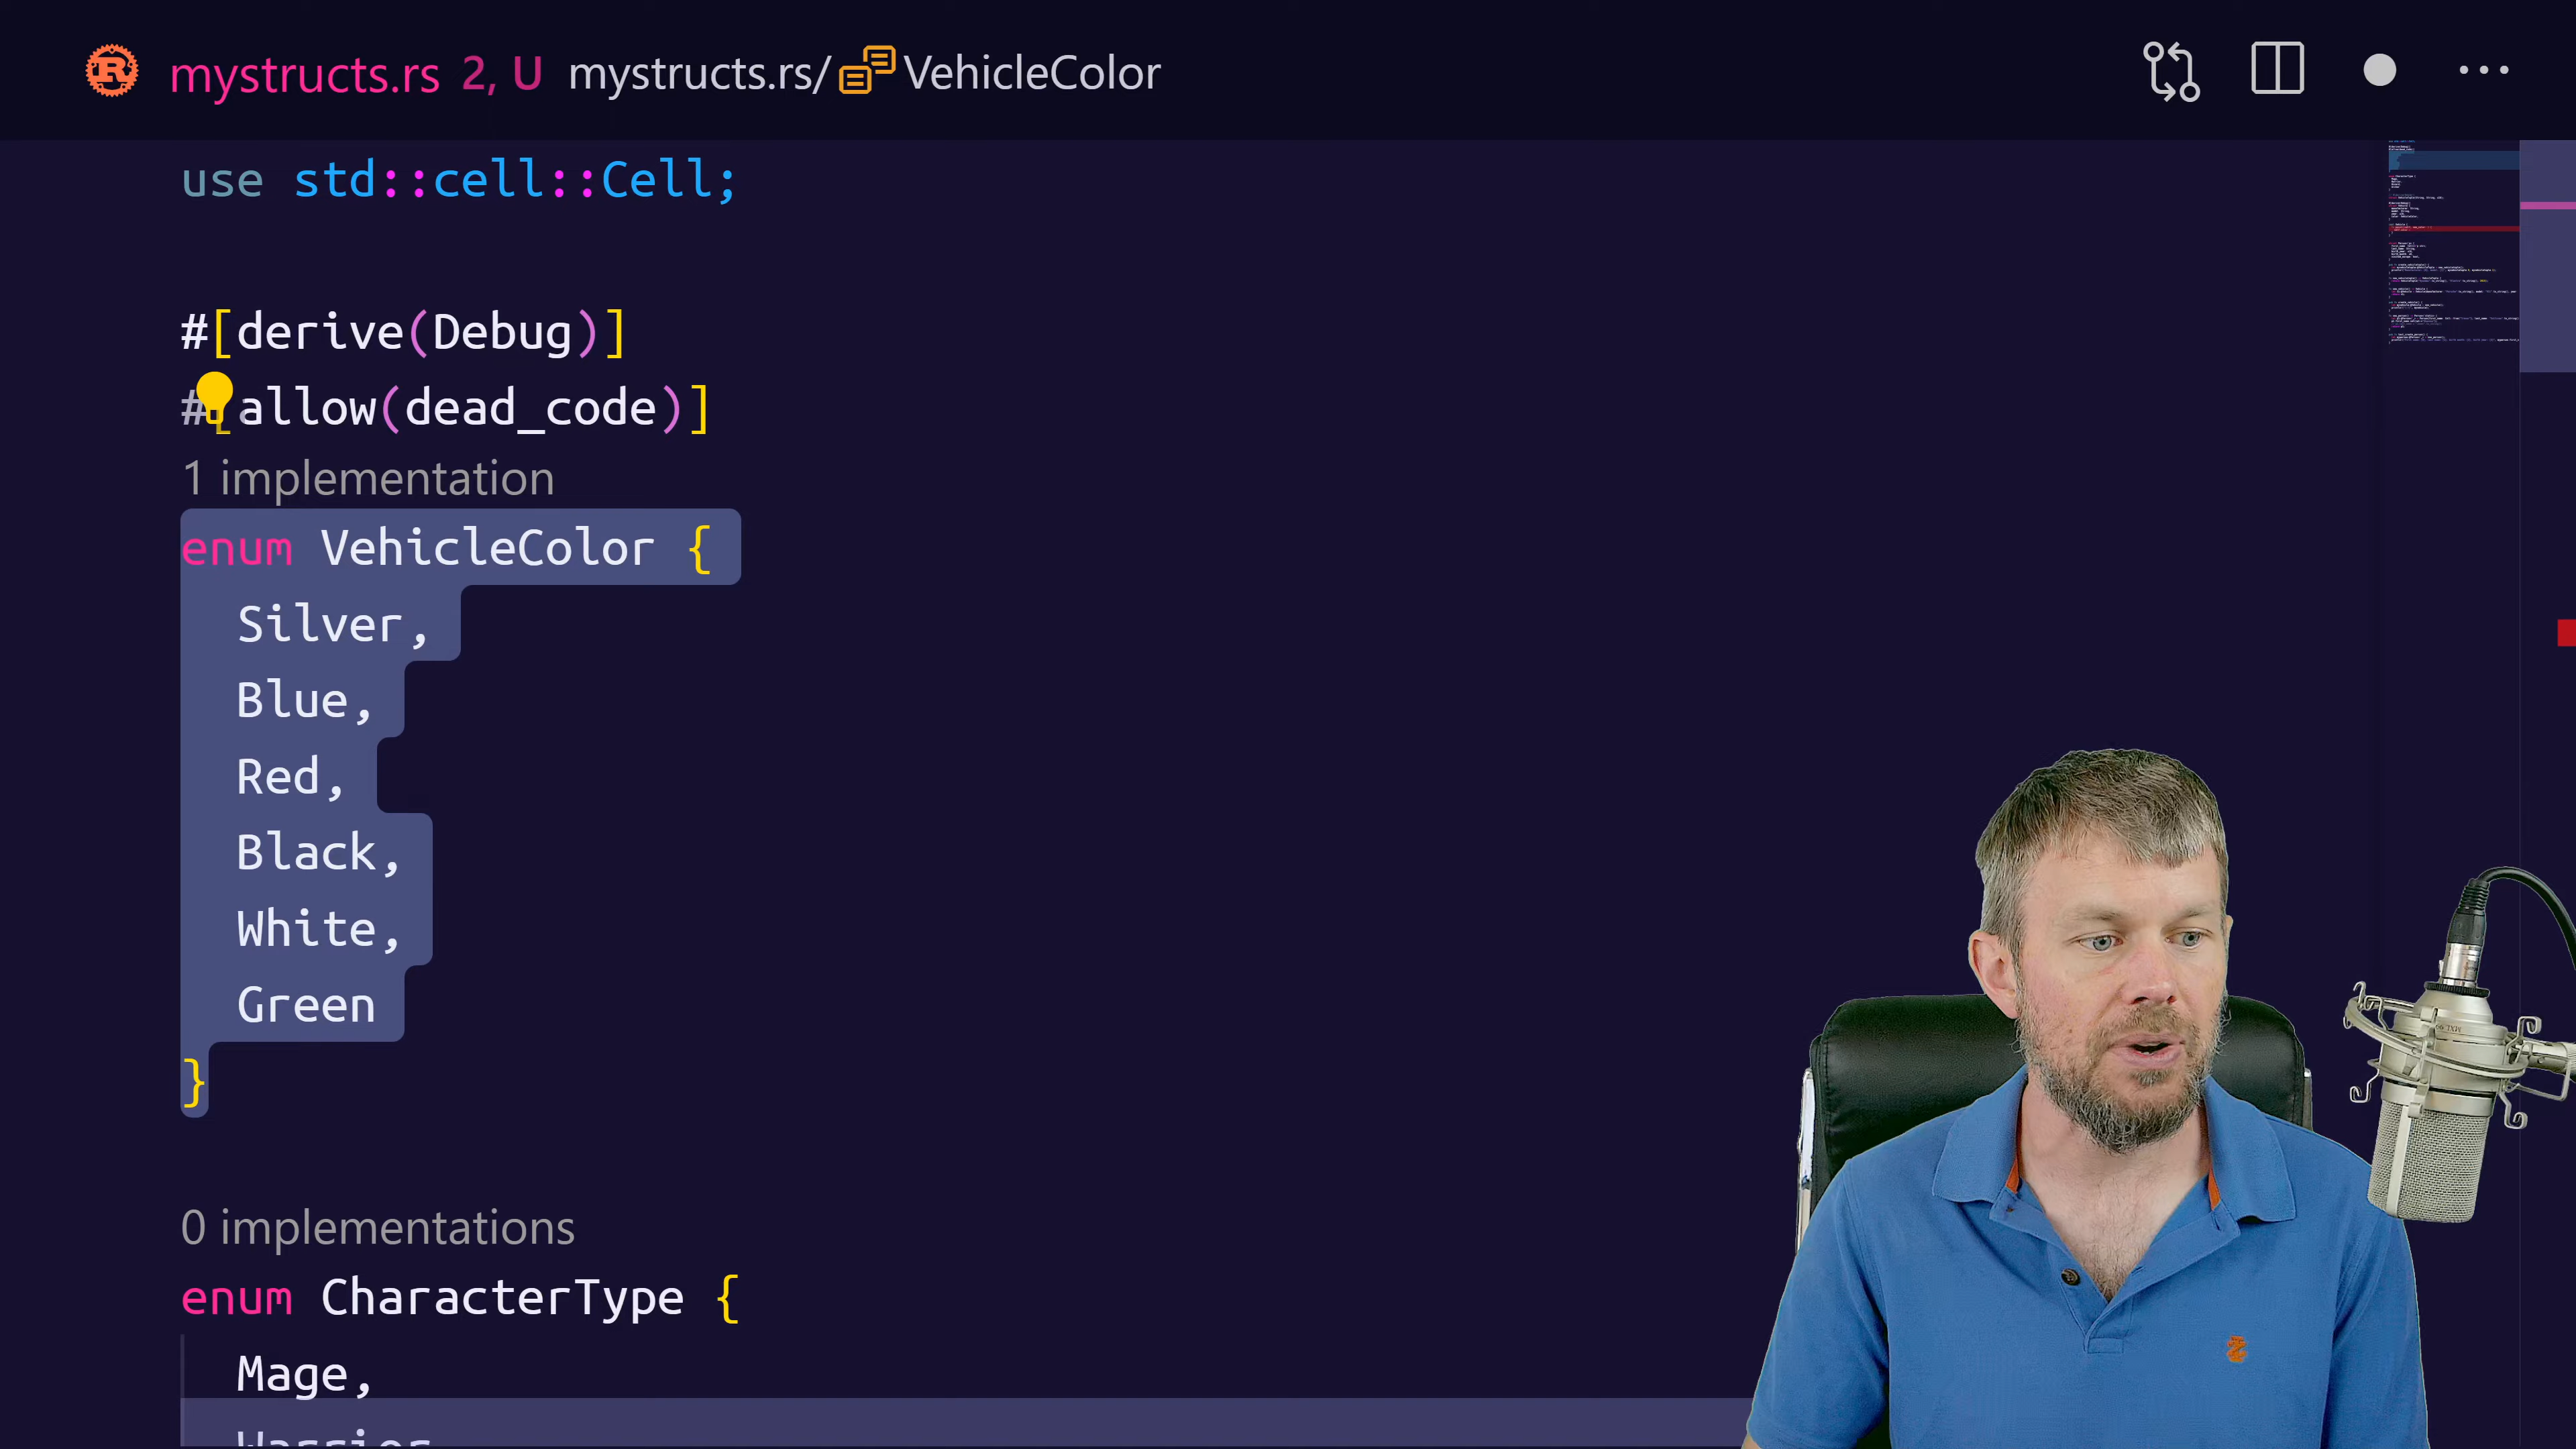 mystructs.rs 2, U mystructs.rs/ VehicleColor
use std::cell::Cell;
#[derive(Debug)]
#[allow(dead_code)]
1 implementation
enum VehicleColor {
Silver,
Blue,
Red,
Black,
White,
Green
}
0 implementations
enum CharacterType {
Mage,
Warrior